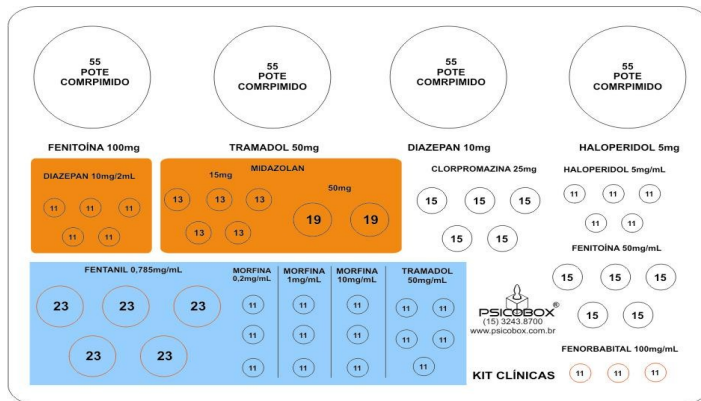 55
POTE
COMRPIMIDO
55
POTE
COMRPIMIDO
55
POTE
COMRPIMIDO
55
POTE
COMRPIMIDO
FENITOÍNA 100mg
TRAMADOL 50mg
DIAZEPAN 10mg
HALOPERIDOL 5mg
DIAZEPAN 10mg/2mL
11 11 11
11 11
MIDAZOLAN
15mg
13 13 13
13 13
50mg
19 19
CLORPROMAZINA 25mg
15 15 15
15 15
HALOPERIDOL 5mg/mL
11 11 11
11 11
FENITOÍNA 50mg/mL
15 15 15
15 15
FENTANIL 0,785mg/mL
23 23 23
23 23
MORFINA
0,2mg/mL
11
11
11
MORFINA
1mg/mL
11
11
11
MORFINA
10mg/mL
11
11
11
TRAMADOL
50mg/mL
11 11
11 11
11
PSICOBOX®
(15) 3243.8700
www.psicobox.com.br
FENORBABITAL 100mg/mL
11 11 11
KIT CLÍNICAS